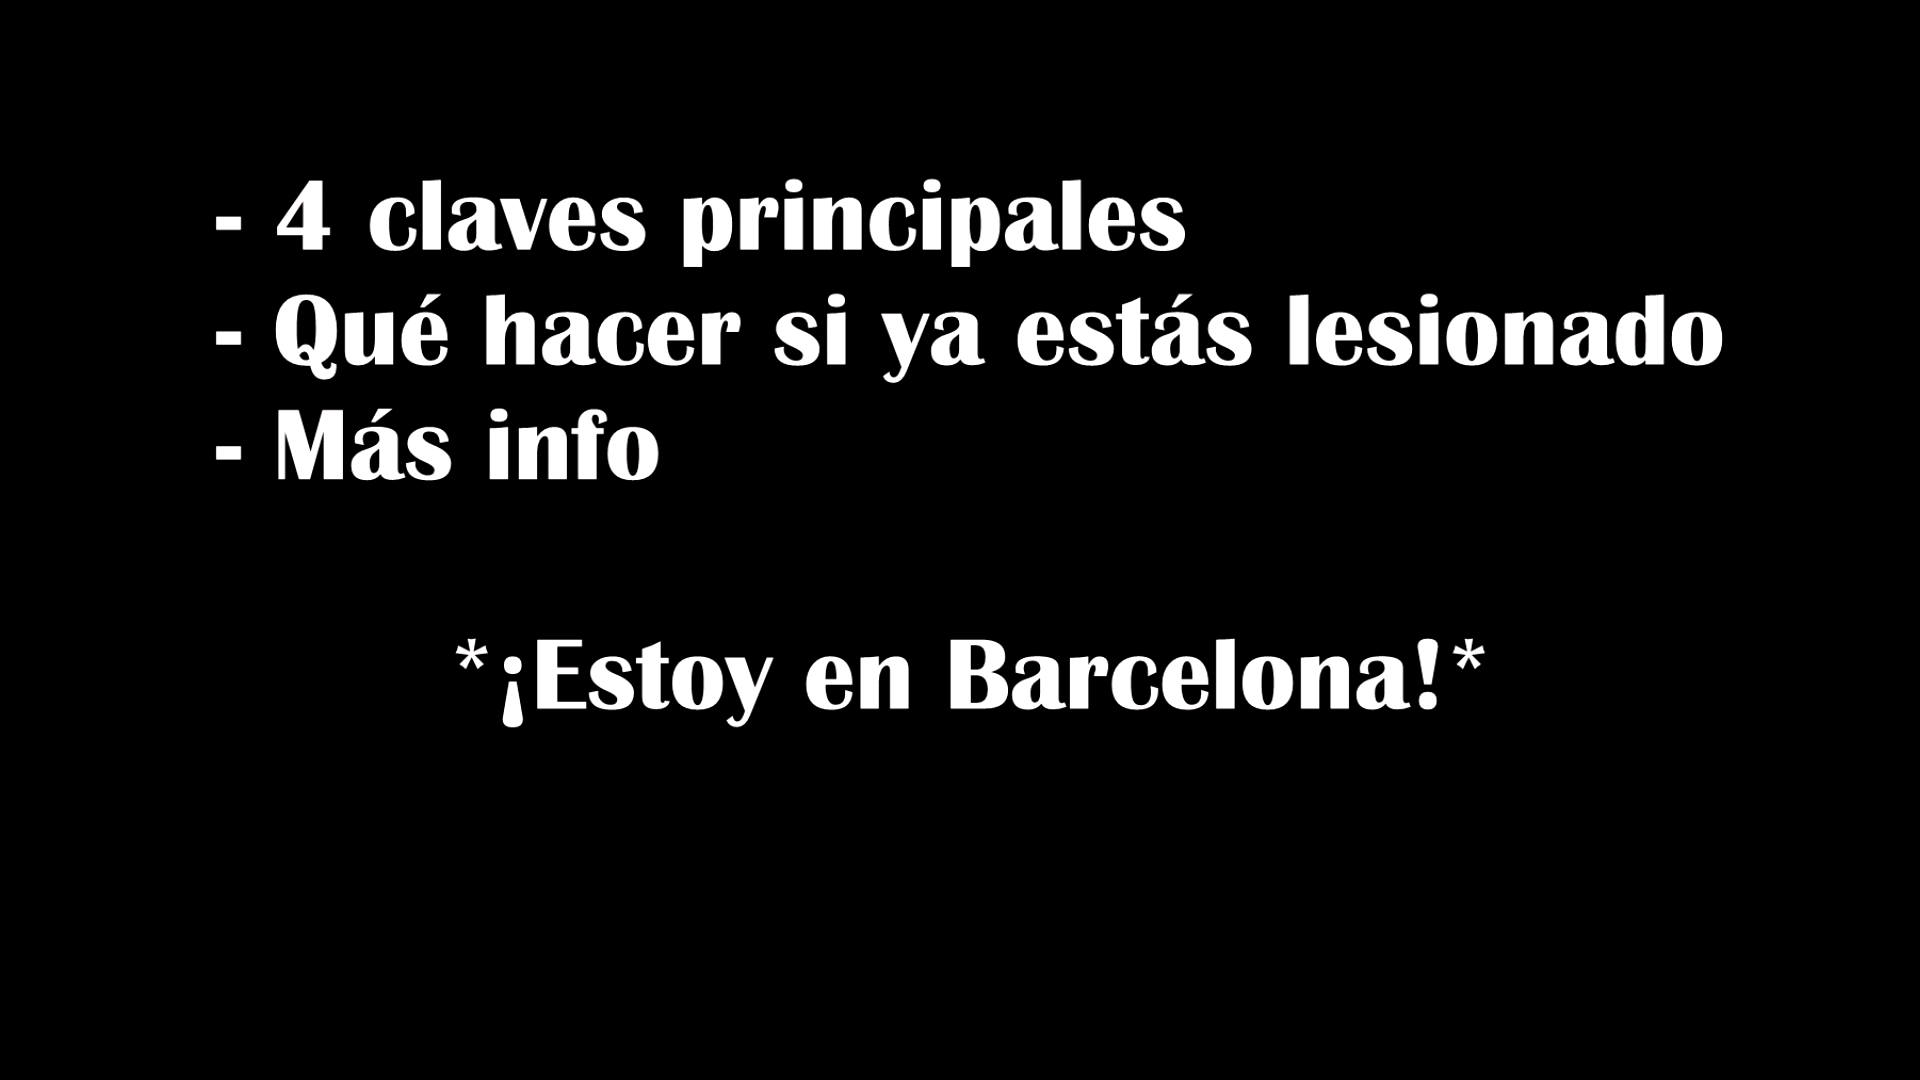 - 4 claves principales
- Qué hacer si ya estás lesionado
- Más info
*¡Estoy en Barcelona!*